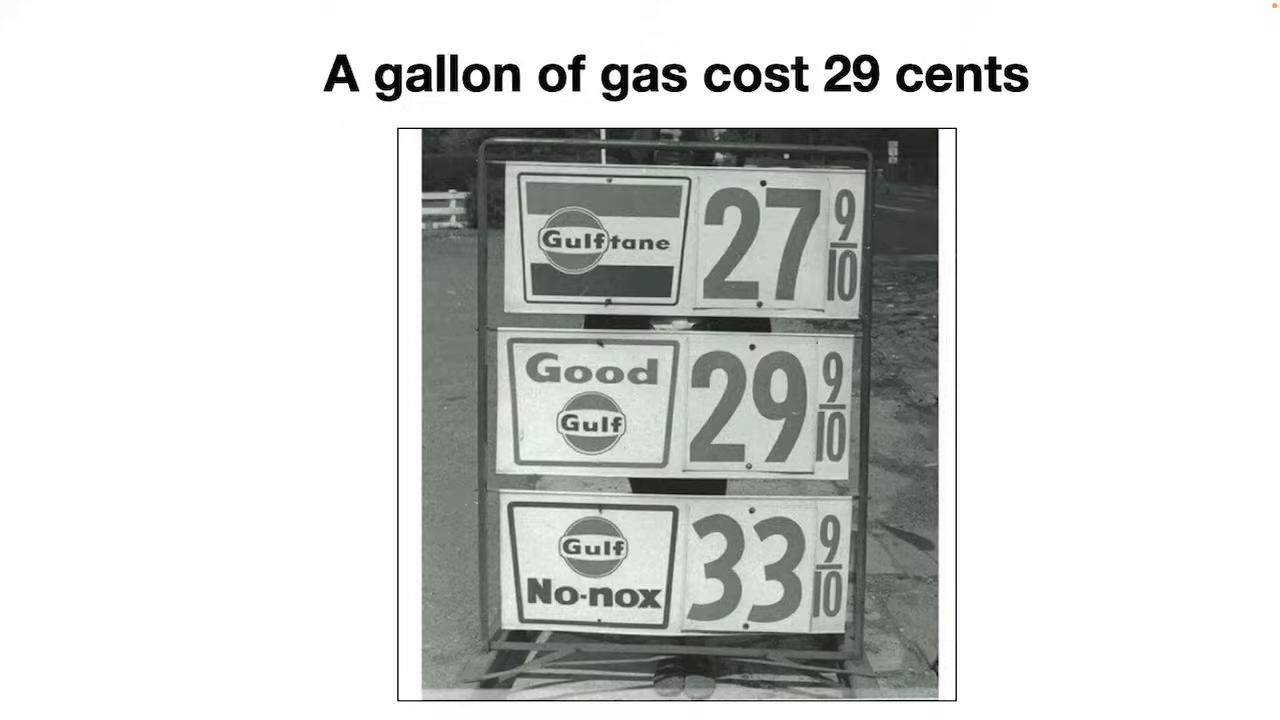 A gallon of gas cost 29 cents
Gulftane 27 9/10
Good
Gulf 29 9/10
Gulf
No-nox 33 9/10